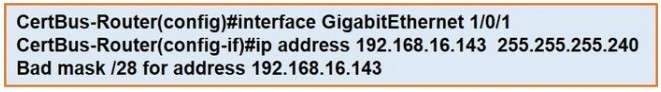 CertBus-Router(config)#interface GigabitEthernet 1/0/1
CertBus-Router(config-if)#ip address 192.168.16.143  255.255.255.240
Bad mask /28 for address 192.168.16.143